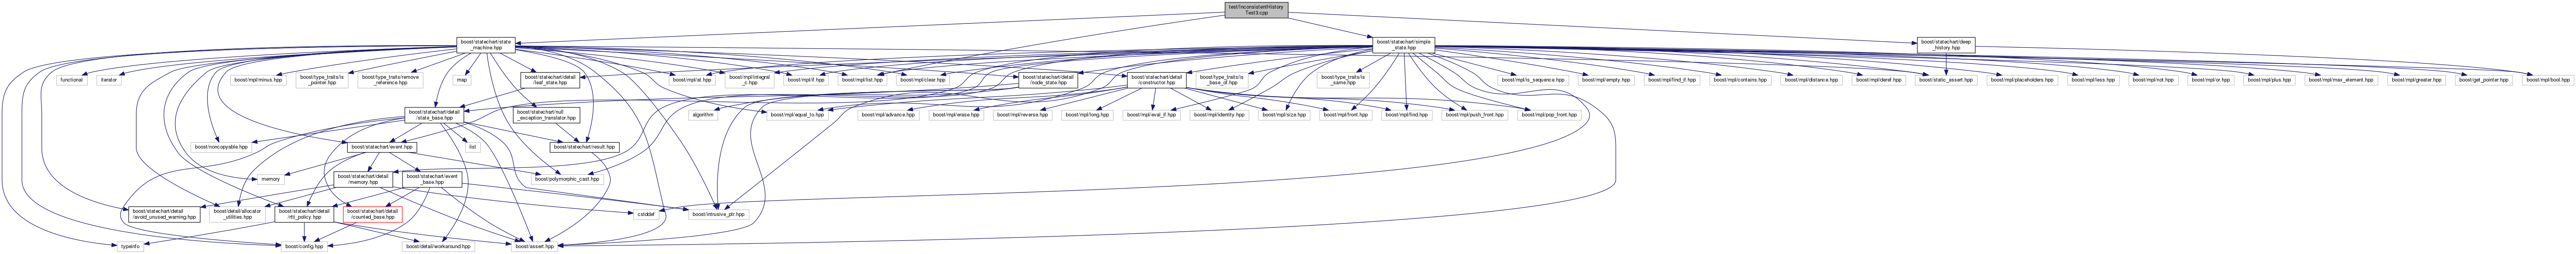 test/InconsistentHistory
Test3.cpp
boost/statechart/state
_machine.hpp
boost/statechart/simple
_state.hpp
boost/statechart/deep
_history.hpp
functional
iterator
boost/mpl/minus.hpp
boost/type_traits/is
_pointer.hpp
boost/type_traits/remove
_reference.hpp
map
boost/statechart/detail
/leaf_state.hpp
boost/mpl/at.hpp
boost/mpl/integral
_c.hpp
boost/mpl/if.hpp
boost/mpl/list.hpp
boost/mpl/clear.hpp
boost/statechart/detail
/node_state.hpp
boost/statechart/detail
/constructor.hpp
boost/type_traits/is
_base_of.hpp
boost/type_traits/is
_same.hpp
boost/mpl/is_sequence.hpp
boost/mpl/empty.hpp
boost/mpl/find_if.hpp
boost/mpl/contains.hpp
boost/mpl/distance.hpp
boost/mpl/deref.hpp
boost/static_assert.hpp
boost/mpl/placeholders.hpp
boost/mpl/less.hpp
boost/mpl/not.hpp
boost/mpl/or.hpp
boost/mpl/plus.hpp
boost/mpl/max_element.hpp
boost/mpl/greater.hpp
boost/get_pointer.hpp
boost/mpl/bool.hpp
boost/statechart/detail
/state_base.hpp
boost/statechart/null
_exception_translator.hpp
algorithm
boost/mpl/equal_to.hpp
boost/mpl/advance.hpp
boost/mpl/erase.hpp
boost/mpl/reverse.hpp
boost/mpl/long.hpp
boost/mpl/eval_if.hpp
boost/mpl/identity.hpp
boost/mpl/size.hpp
boost/mpl/front.hpp
boost/mpl/find.hpp
boost/mpl/push_front.hpp
boost/mpl/pop_front.hpp
boost/noncopyable.hpp
boost/statechart/event.hpp
list
boost/statechart/result.hpp
memory
boost/statechart/detail
/memory.hpp
boost/statechart/event
_base.hpp
boost/polymorphic_cast.hpp
boost/statechart/detail
/avoid_unused_warning.hpp
boost/detail/allocator
_utilities.hpp
boost/statechart/detail
/rtti_policy.hpp
boost/statechart/detail
/counted_base.hpp
cstddef
boost/intrusive_ptr.hpp
typeinfo
boost/config.hpp
boost/detail/workaround.hpp
boost/assert.hpp